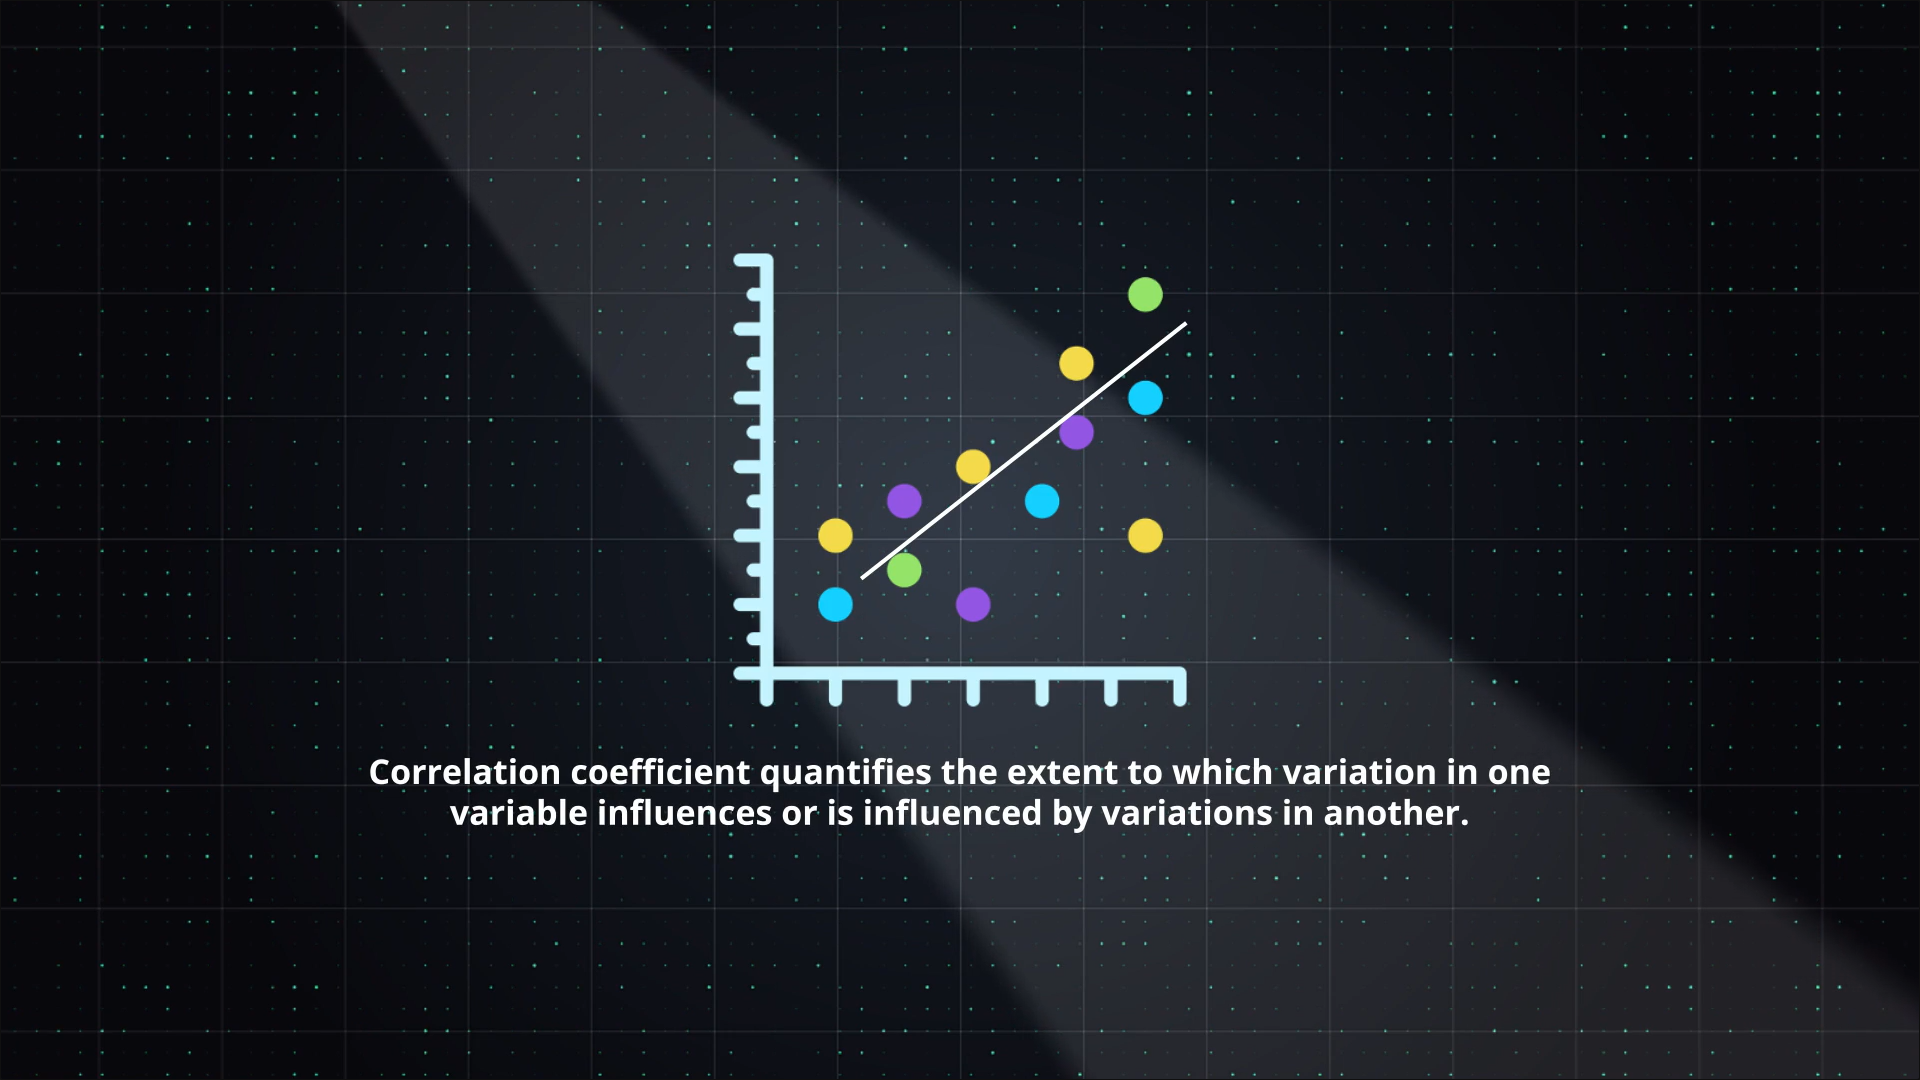 Correlation coefficient quantifies the extent to which variation in one
variable influences or is influenced by variations in another.